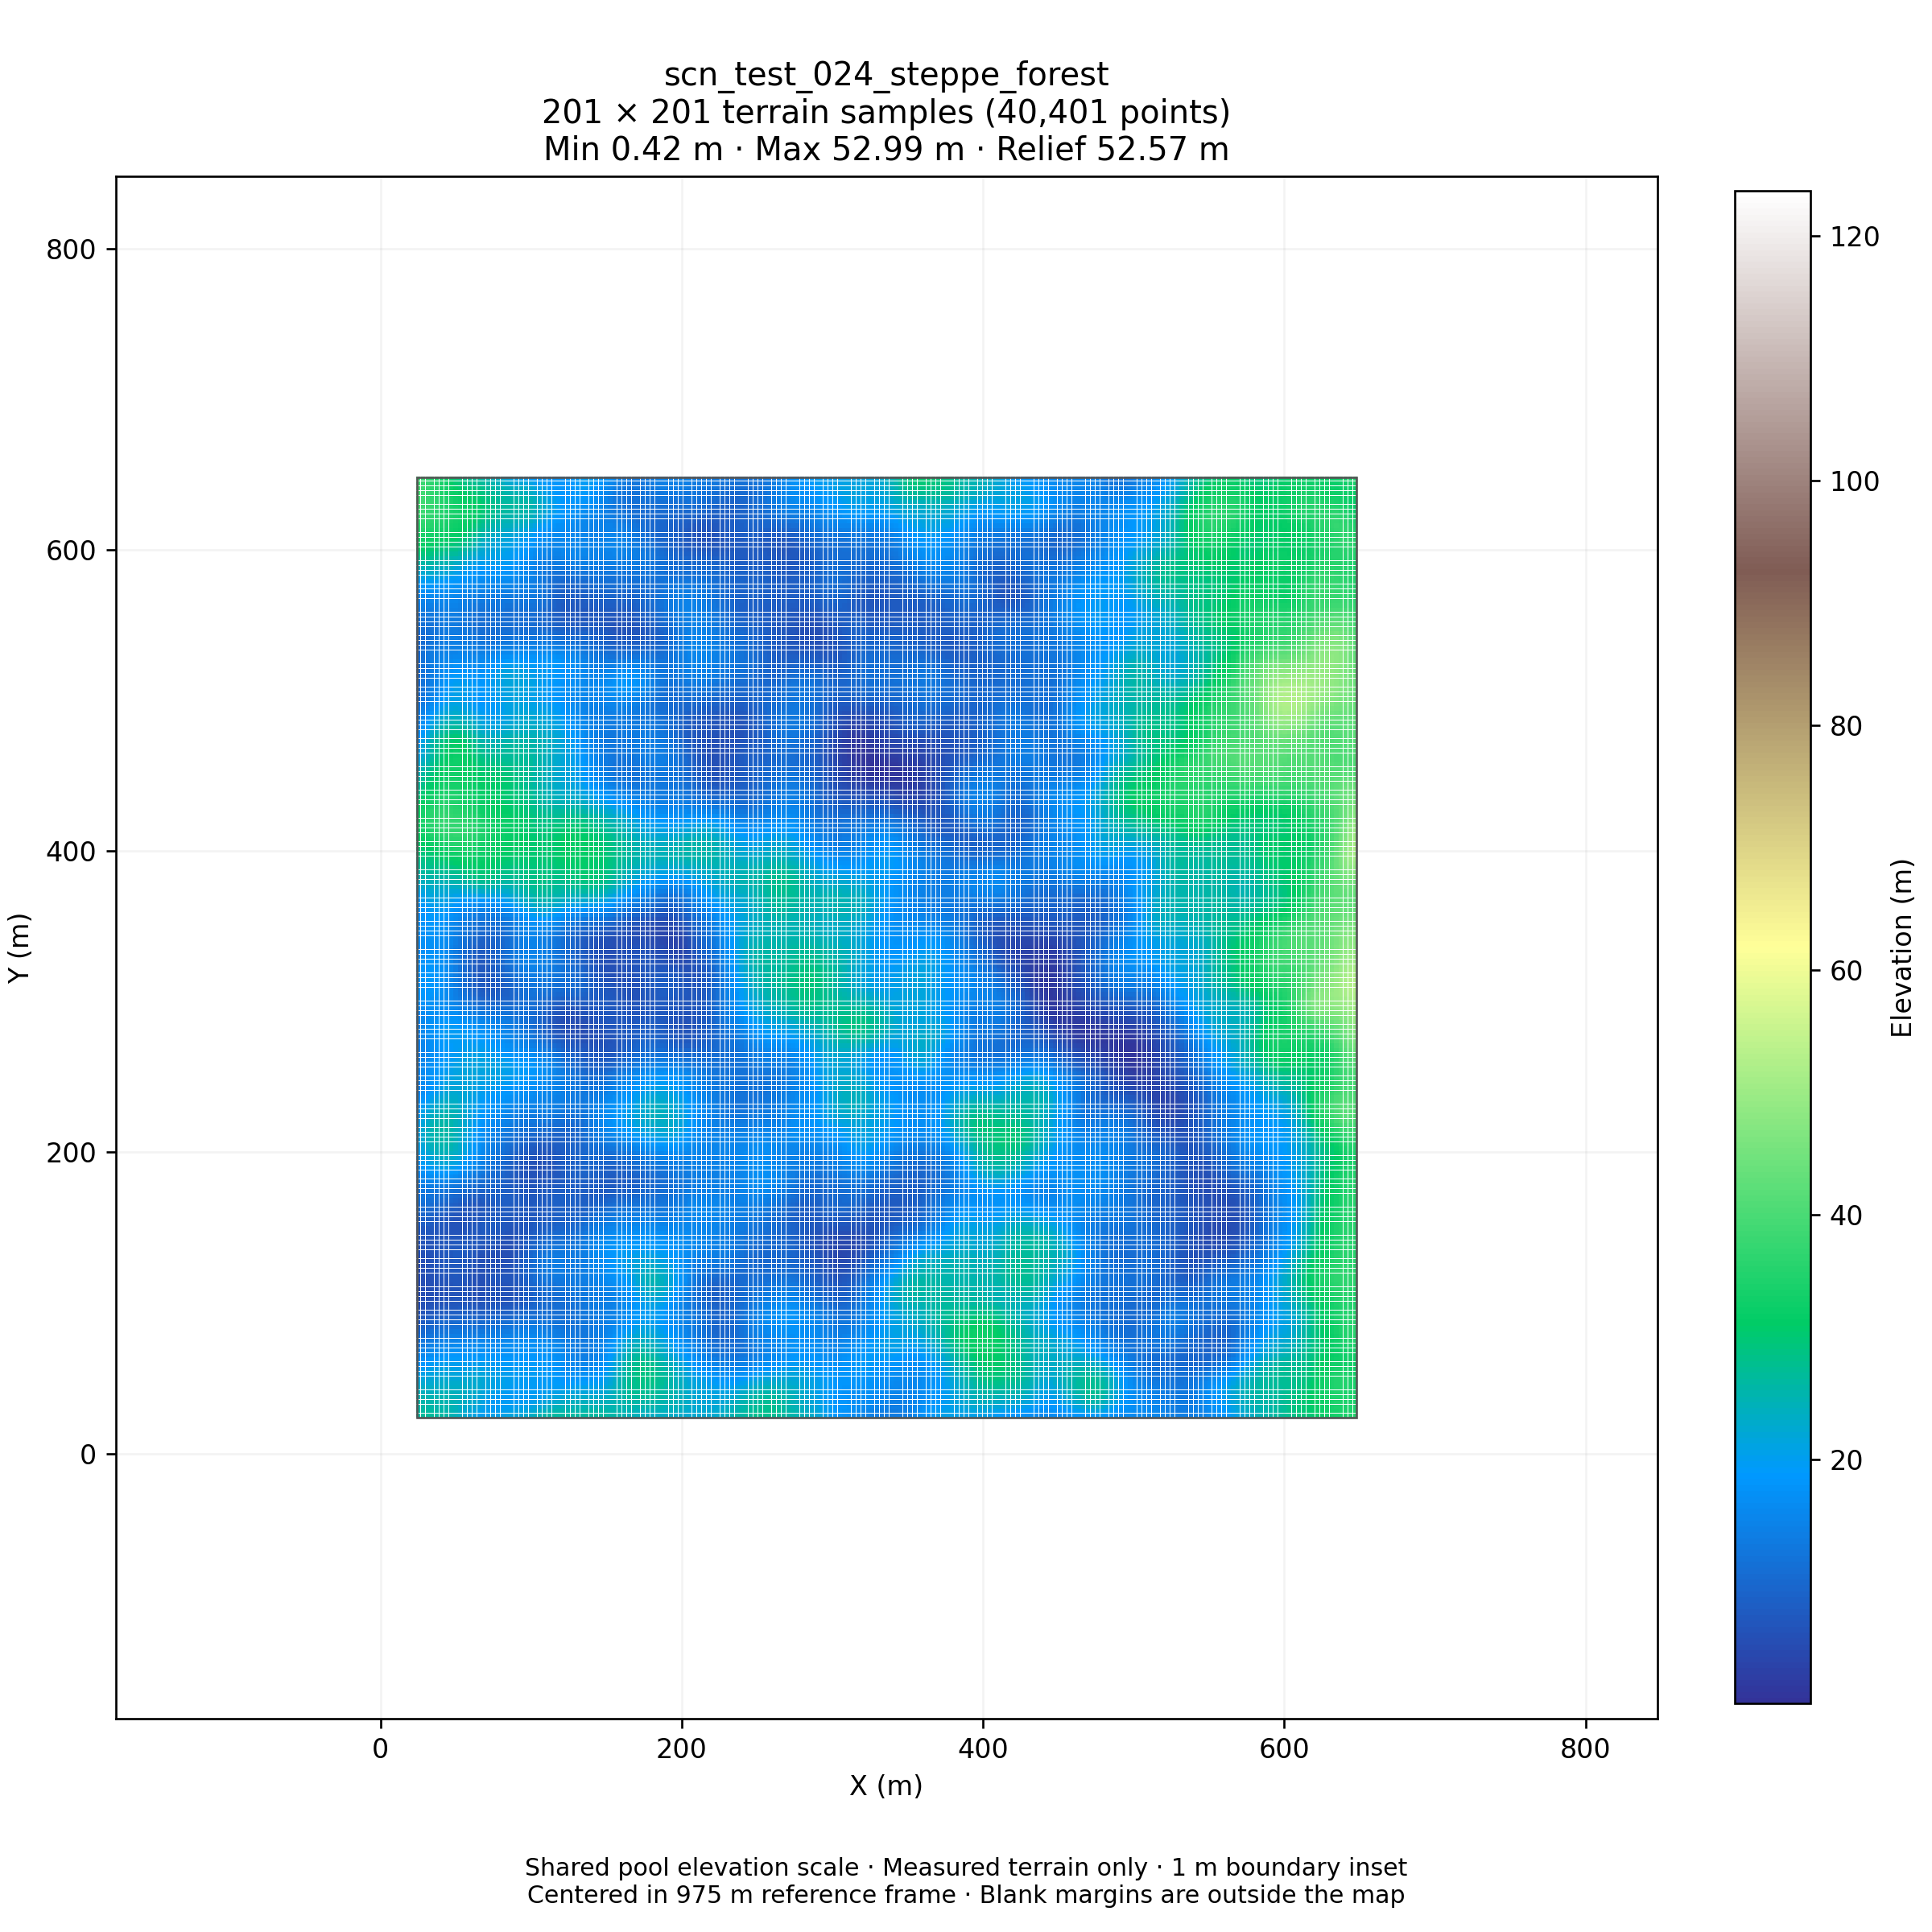 scn_test_024_steppe_forest
201 × 201 terrain samples (40,401 points)
Min 0.42 m · Max 52.99 m · Relief 52.57 m
800
600
400
200
0
Y (m)
0
200
400
600
800
X (m)
120
100
80
60
40
20
Elevation (m)
Shared pool elevation scale · Measured terrain only · 1 m boundary inset
Centered in 975 m reference frame · Blank margins are outside the map